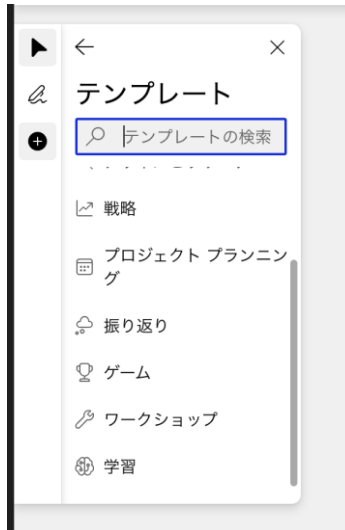 テンプレート
テンプレートの検索
戦略
プロジェクト プランニン
グ
振り返り
ゲーム
ワークショップ
学習